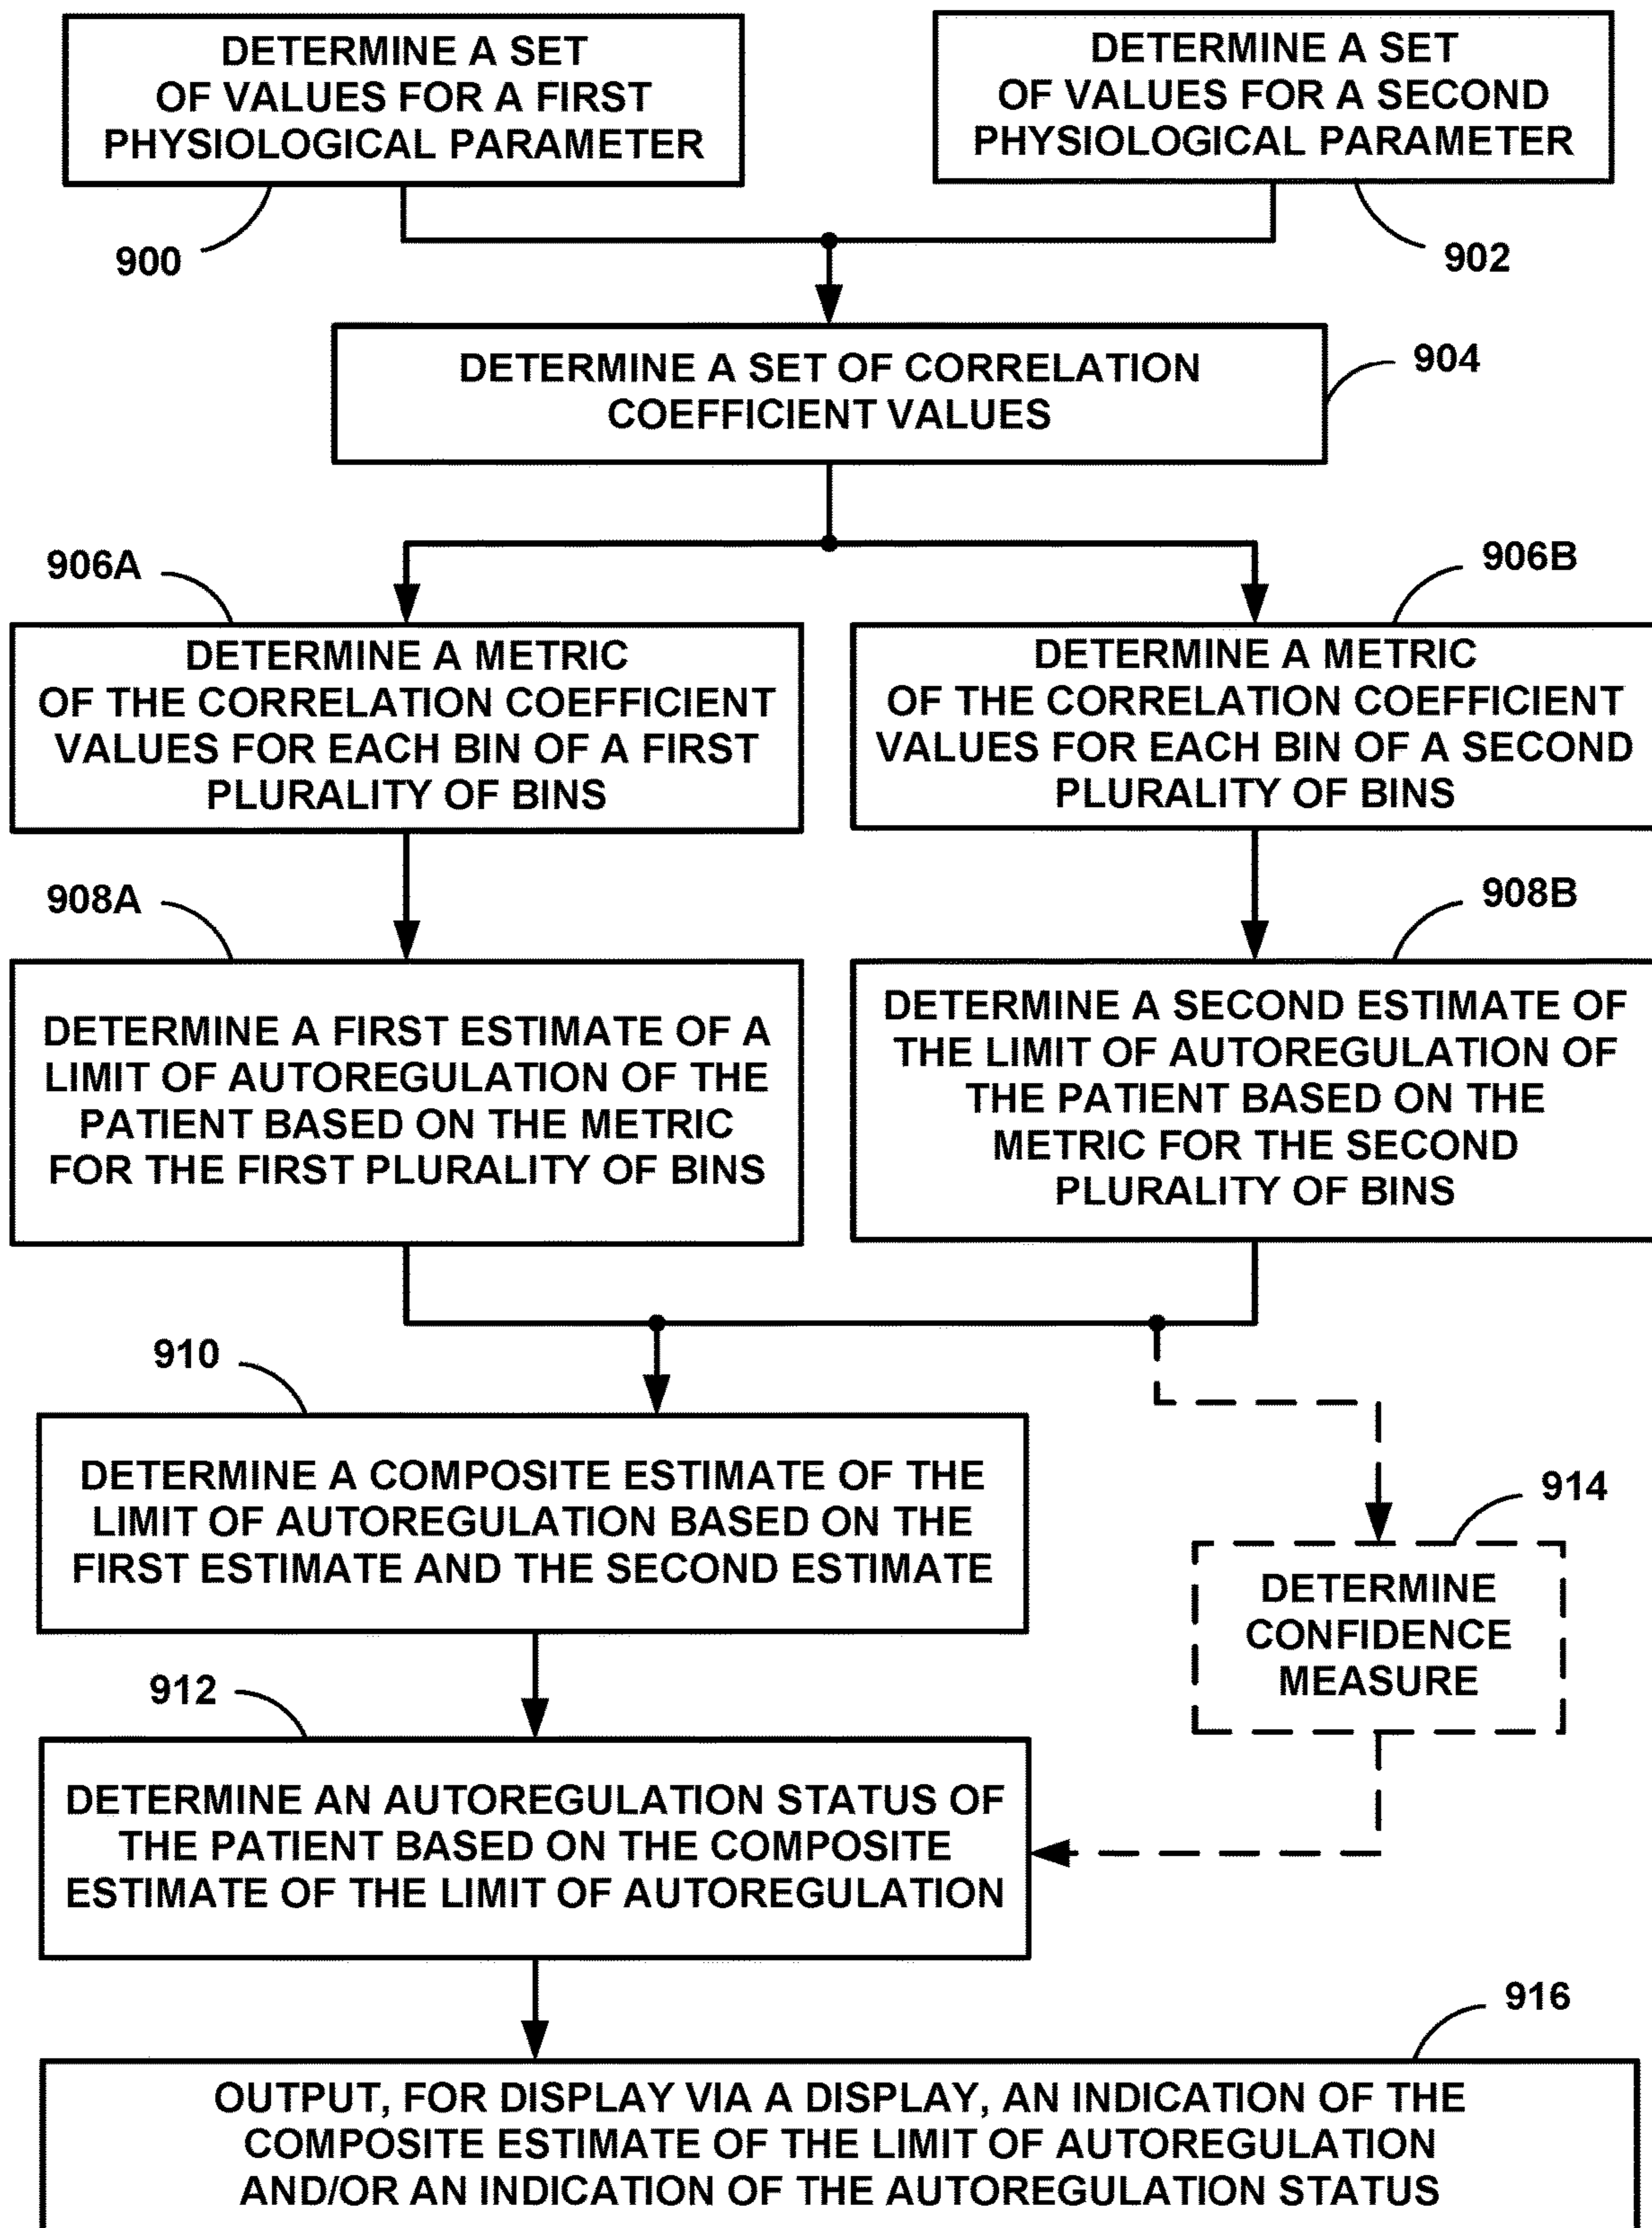 DETERMINE A SET
OF VALUES FOR A FIRST
PHYSIOLOGICAL PARAMETER
DETERMINE A SET
OF VALUES FOR A SECOND
PHYSIOLOGICAL PARAMETER
900
902
DETERMINE A SET OF CORRELATION
COEFFICIENT VALUES
904
906A
906B
DETERMINE A METRIC
OF THE CORRELATION COEFFICIENT
VALUES FOR EACH BIN OF A FIRST
PLURALITY OF BINS
DETERMINE A METRIC
OF THE CORRELATION COEFFICIENT
VALUES FOR EACH BIN OF A SECOND
PLURALITY OF BINS
908A
908B
DETERMINE A FIRST ESTIMATE OF A
LIMIT OF AUTOREGULATION OF THE
PATIENT BASED ON THE METRIC
FOR THE FIRST PLURALITY OF BINS
DETERMINE A SECOND ESTIMATE OF
THE LIMIT OF AUTOREGULATION OF
THE PATIENT BASED ON THE
METRIC FOR THE SECOND
PLURALITY OF BINS
910
DETERMINE A COMPOSITE ESTIMATE OF THE
LIMIT OF AUTOREGULATION BASED ON THE
FIRST ESTIMATE AND THE SECOND ESTIMATE
914
DETERMINE
CONFIDENCE
MEASURE
912
DETERMINE AN AUTOREGULATION STATUS OF
THE PATIENT BASED ON THE COMPOSITE
ESTIMATE OF THE LIMIT OF AUTOREGULATION
916
OUTPUT, FOR DISPLAY VIA A DISPLAY, AN INDICATION OF THE
COMPOSITE ESTIMATE OF THE LIMIT OF AUTOREGULATION
AND/OR AN INDICATION OF THE AUTOREGULATION STATUS